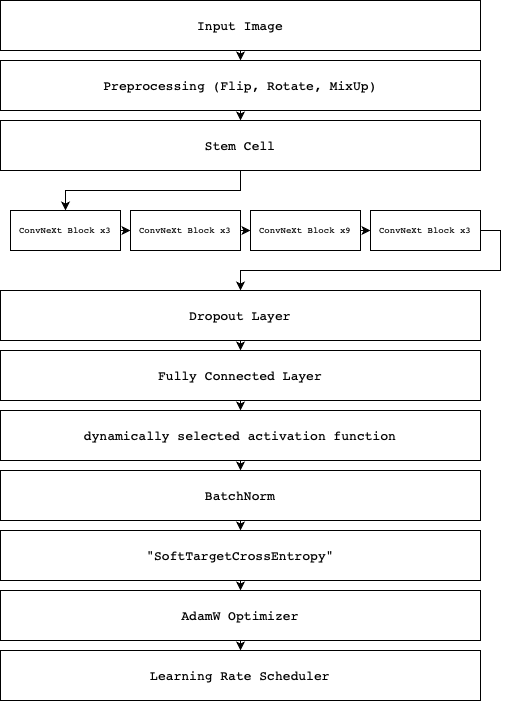 Input Image
Preprocessing (Flip, Rotate, MixUp)
Stem Cell
ConvNeXt Block x3
ConvNeXt Block x3
ConvNeXt Block x9
ConvNeXt Block x3
Dropout Layer
Fully Connected Layer
dynamically selected activation function
BatchNorm
"SoftTargetCrossEntropy"
AdamW Optimizer
Learning Rate Scheduler